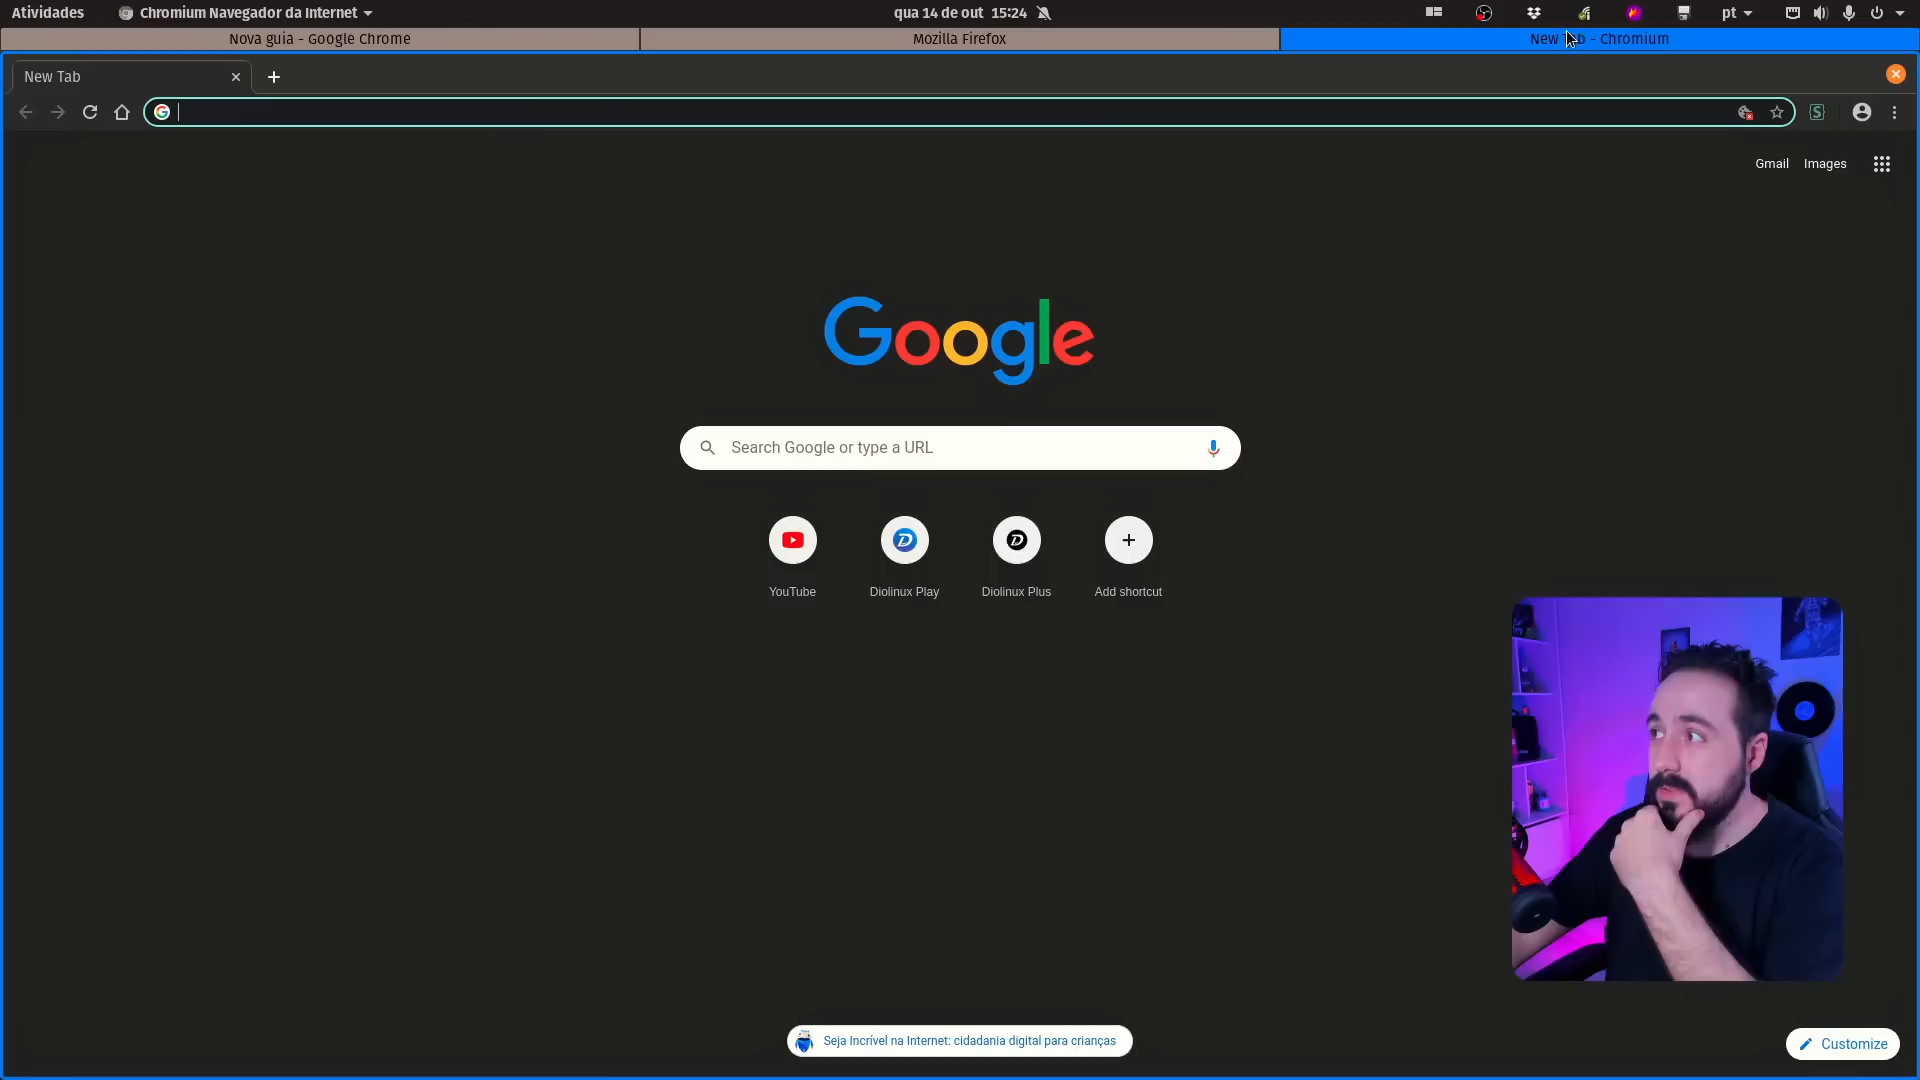 Atividades
Chromium Navegador da Internet
qua 14 de out 15:24
pt
Nova guia - Google Chrome
Mozilla Firefox
New Tab - Chromium
New Tab
Gmail
Images
Google
Search Google or type a URL
YouTube
Diolinux Play
Diolinux Plus
Add shortcut
Seja Incrível na Internet: cidadania digital para crianças
Customize